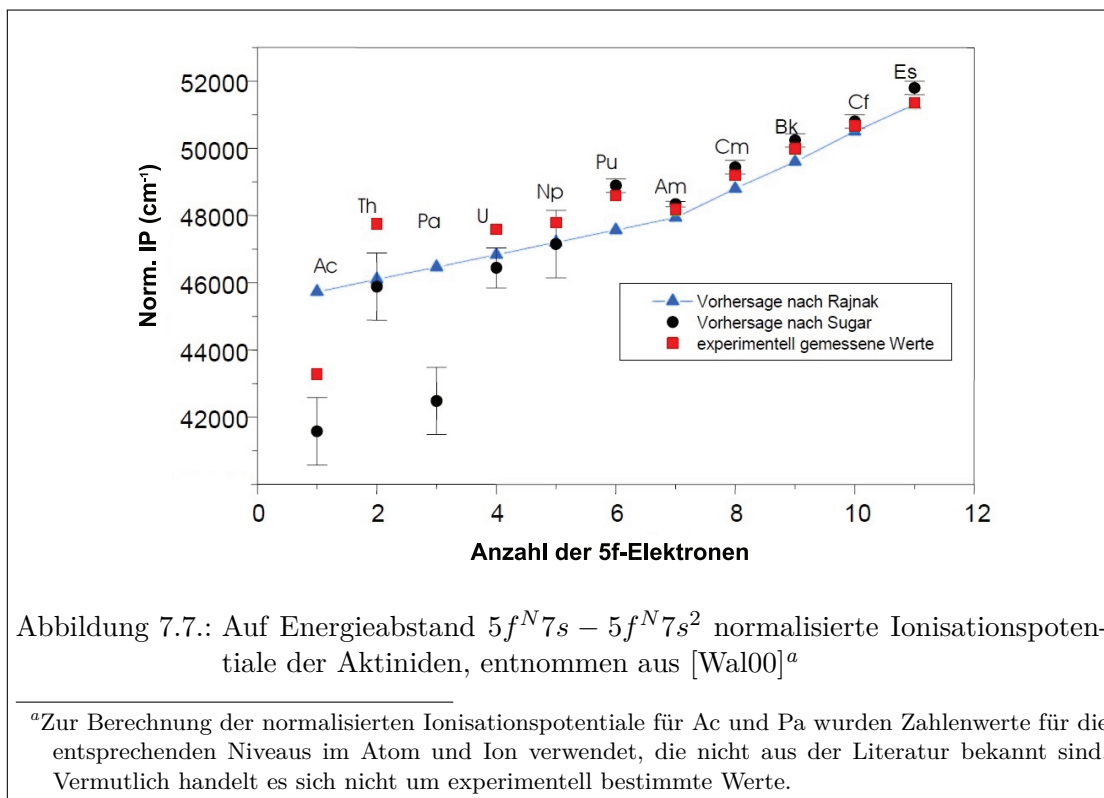 52000
50000
48000
46000
44000
42000
Norm. IP (cm⁻¹)
Ac
Th
Pa
U
Np
Pu
Am
Cm
Bk
Cf
Es
Vorhersage nach Rajnak
Vorhersage nach Sugar
experimentell gemessene Werte
0 2 4 6 8 10 12
Anzahl der 5f-Elektronen
Abbildung 7.7.: Auf Energieabstand 5f^N7s − 5f^N7s² normalisierte Ionisationspoten-
tiale der Aktiniden, entnommen aus [Wal00]ᵃ
ᵃZur Berechnung der normalisierten Ionisationspotentiale für Ac und Pa wurden Zahlenwerte für die
entsprechenden Niveaus im Atom und Ion verwendet, die nicht aus der Literatur bekannt sind.
Vermutlich handelt es sich nicht um experimentell bestimmte Werte.